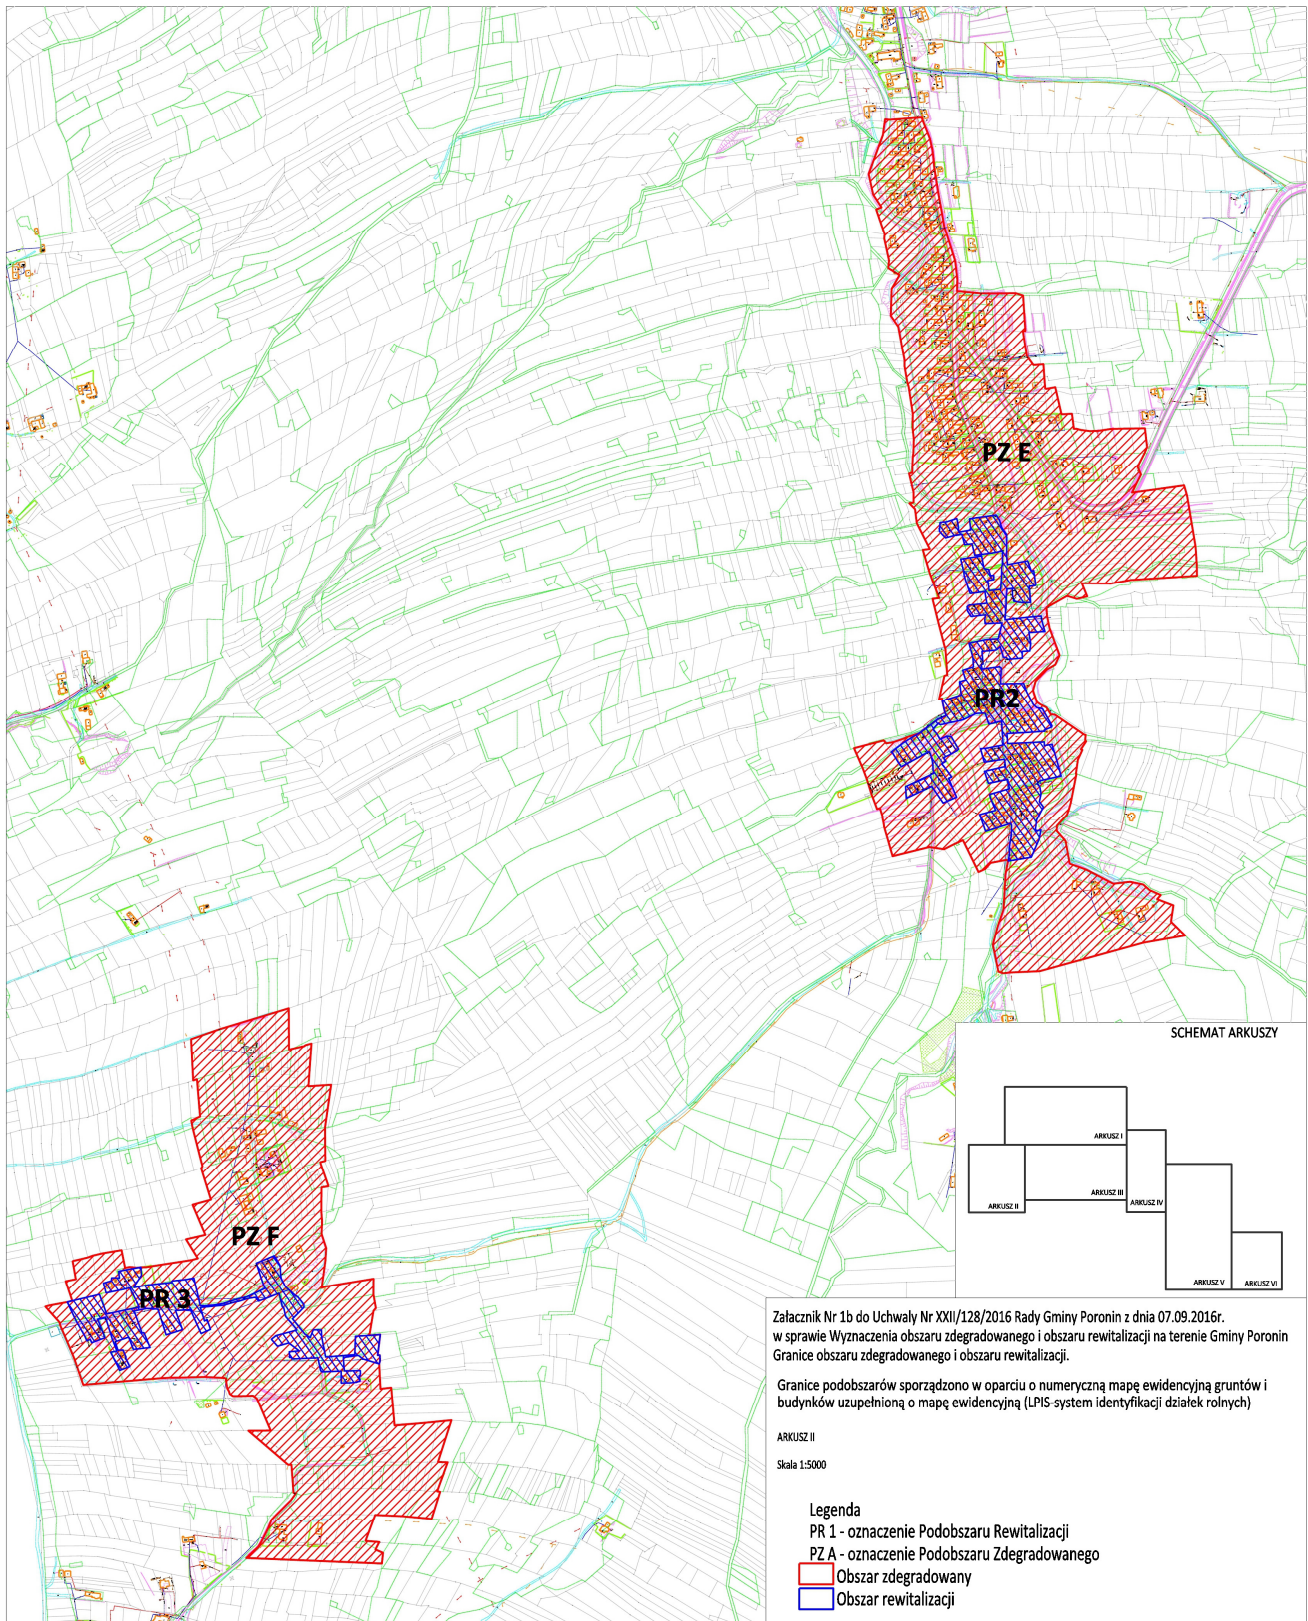 PZ E
PR2
PZ F
PR 3
SCHEMAT ARKUSZY
ARKUSZ I
ARKUSZ II
ARKUSZ III
ARKUSZ IV
ARKUSZ V
ARKUSZ VI
Załacznik Nr 1b do Uchwaly Nr XXII/128/2016 Rady Gminy Poronin z dnia 07.09.2016r.
w sprawie Wyznaczenia obszaru zdegradowanego i obszaru rewitalizacji na terenie Gminy Poronin
Granice obszaru zdegradowanego i obszaru rewitalizacji.
Granice podobszarów sporządzono w oparciu o numeryczną mapę ewidencyjną gruntów i
budynków uzupełnioną o mapę ewidencyjną (LPIS-system identyfikacji działek rolnych)
ARKUSZ II
Skala 1:5000
Legenda
PR 1 - oznaczenie Podobszaru Rewitalizacji
PZ A - oznaczenie Podobszaru Zdegradowanego
Obszar zdegradowany
Obszar rewitalizacji